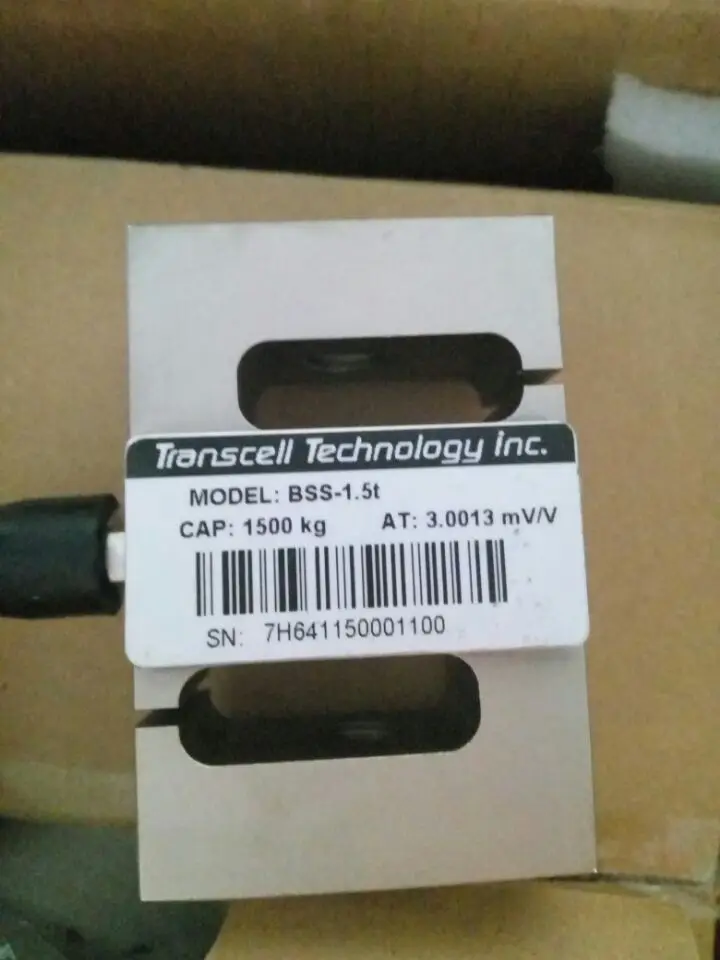 Transcell Technology inc.
MODEL: BSS-1.5t
CAP: 1500 kg AT: 3.0013 mV/V
SN: 7H641150001100